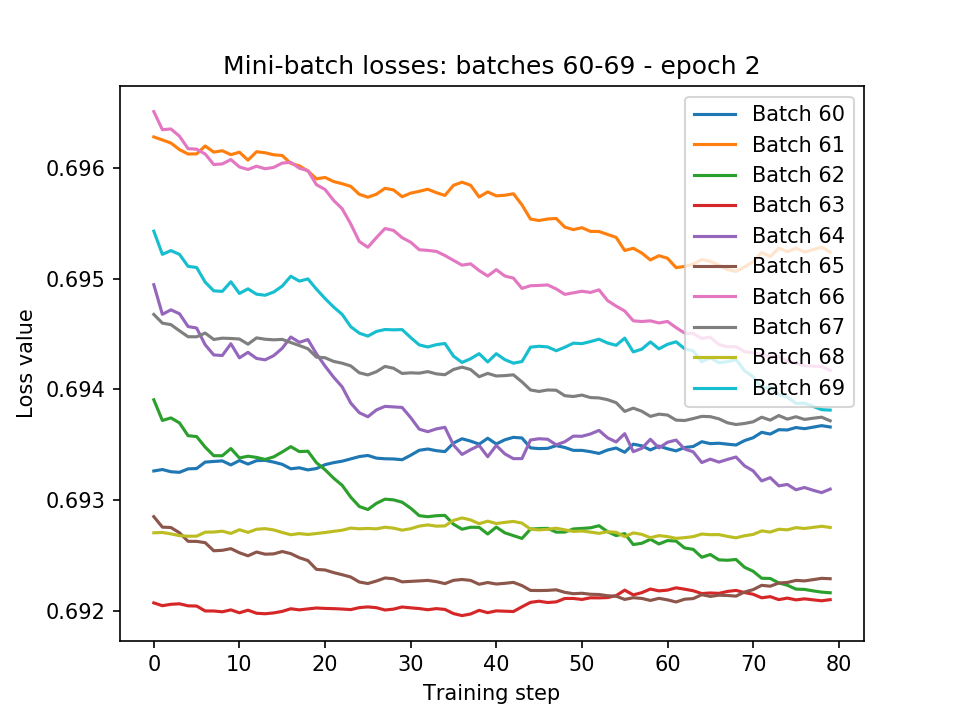 Mini-batch losses: batches 60-69 - epoch 2
Loss value
0.696
0.695
0.694
0.693
0.692
Batch 60
Batch 61
Batch 62
Batch 63
Batch 64
Batch 65
Batch 66
Batch 67
Batch 68
Batch 69
0 10 20 30 40 50 60 70 80
Training step